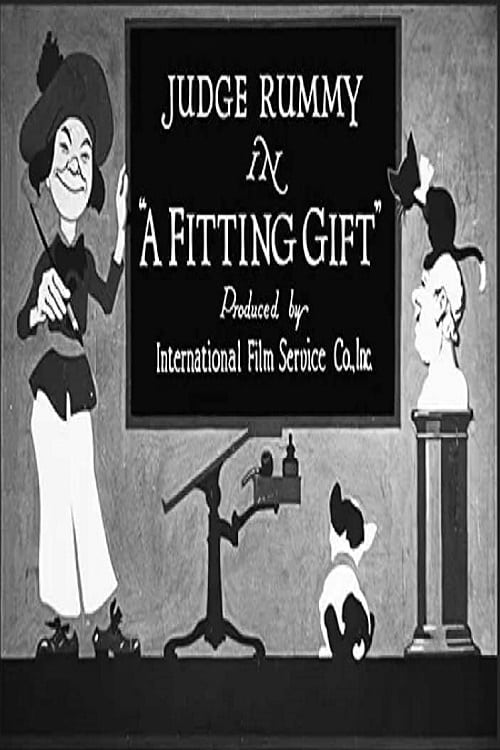 JUDGE RUMMY
IN
"A FITTING GIFT"
Produced by
International Film Service Co., Inc.